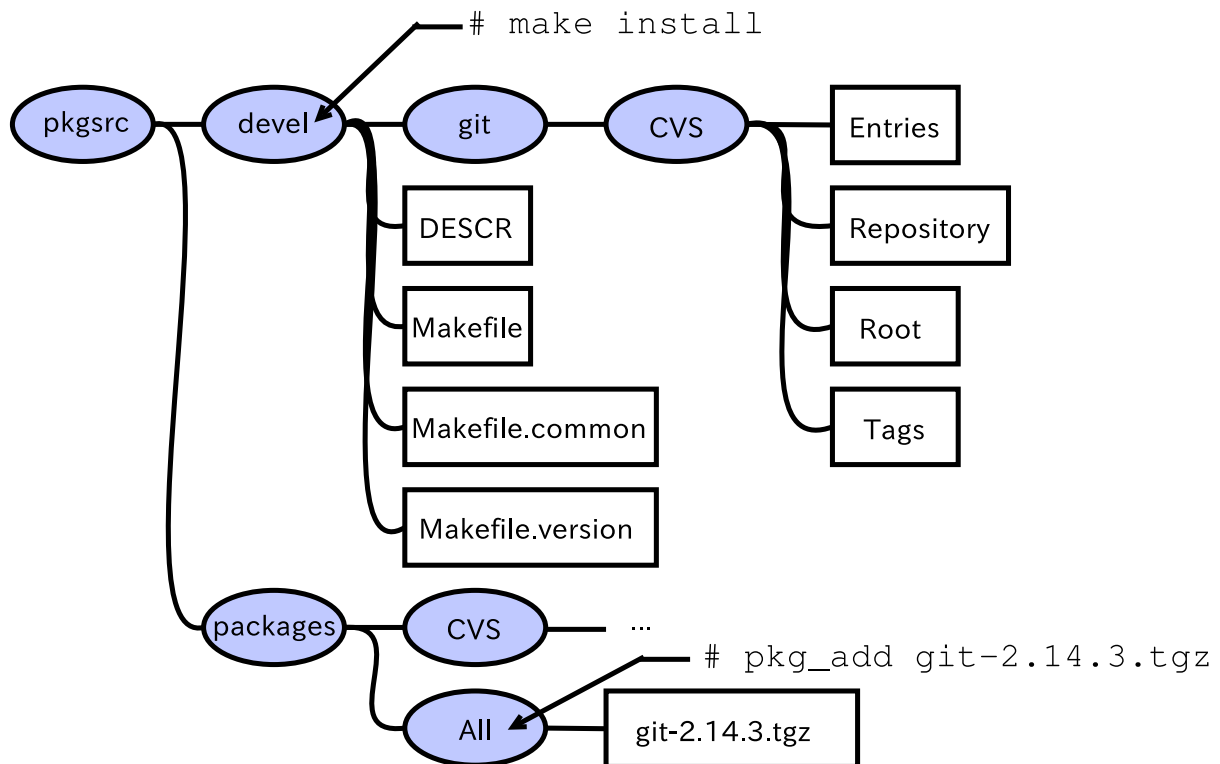 # make install
pkgsrc
devel
git
CVS
Entries
DESCR
Repository
Makefile
Root
Makefile.common
Tags
Makefile.version
packages
CVS
...
# pkg_add git-2.14.3.tgz
All
git-2.14.3.tgz